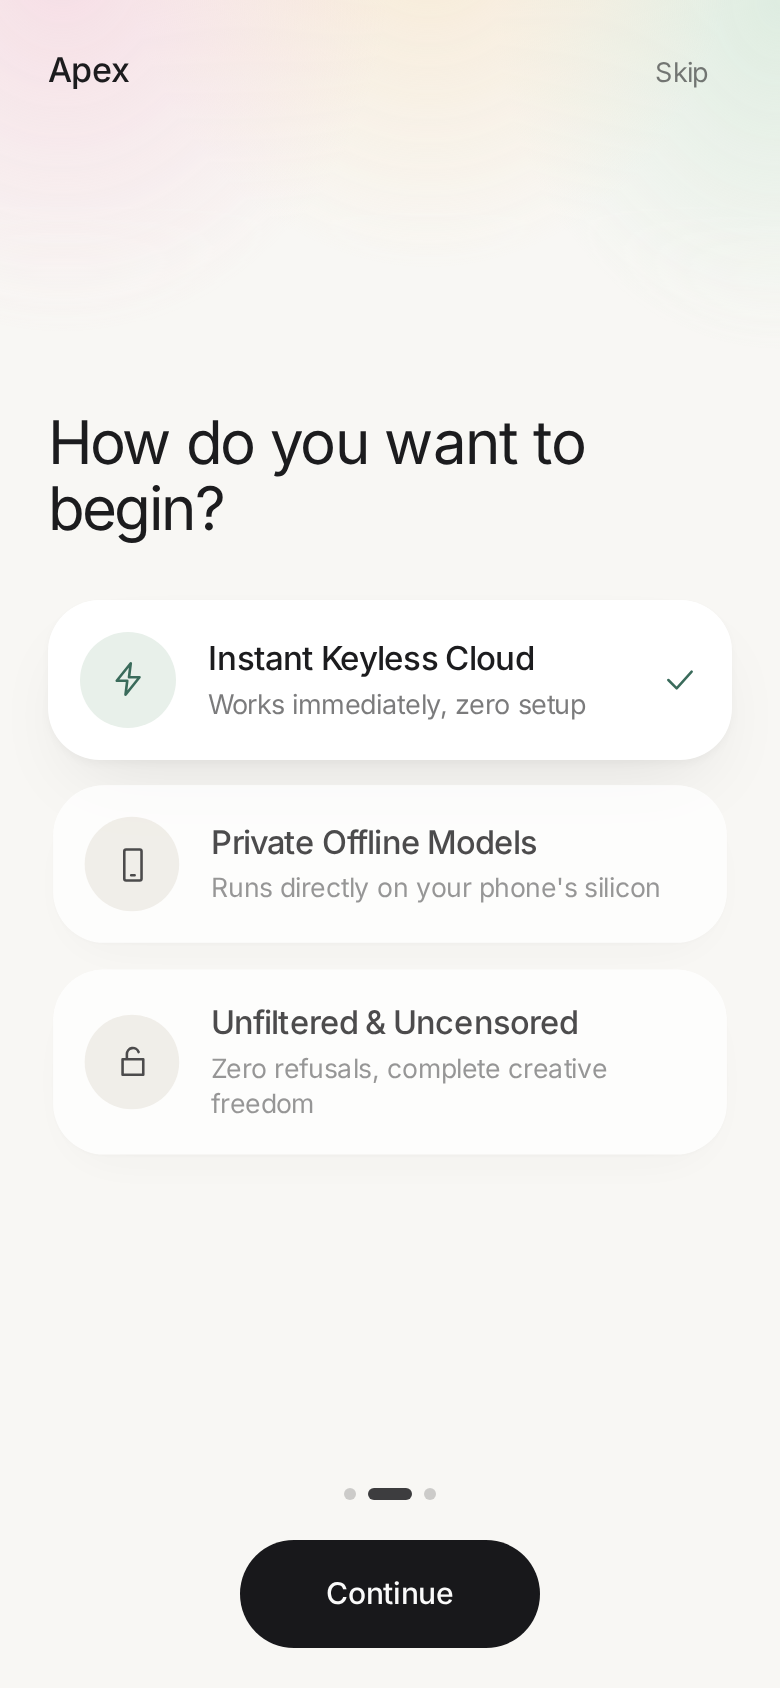 Apex
Skip
How do you want to
begin?
Instant Keyless Cloud
Works immediately, zero setup
Private Offline Models
Runs directly on your phone's silicon
Unfiltered & Uncensored
Zero refusals, complete creative
freedom
Continue